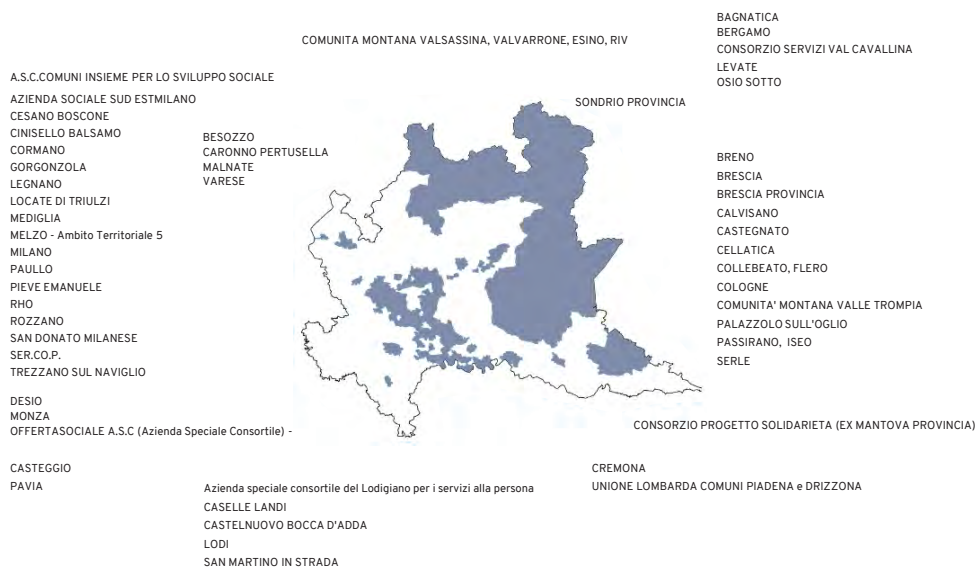 COMUNITA MONTANA VALSASSINA, VALVARRONE, ESINO, RIV
BAGNATICA
BERGAMO
CONSORZIO SERVIZI VAL CAVALLINA
LEVATE
OSIO SOTTO
A.S.C.COMUNI INSIEME PER LO SVILUPPO SOCIALE
AZIENDA SOCIALE SUD ESTMILANO
CESANO BOSCONE
CINISELLO BALSAMO
CORMANO
GORGONZOLA
LEGNANO
LOCATE DI TRIULZI
MEDIGLIA
MELZO - Ambito Territoriale 5
MILANO
PAULLO
PIEVE EMANUELE
RHO
ROZZANO
SAN DONATO MILANESE
SER.CO.P.
TREZZANO SUL NAVIGLIO
BESOZZO
CARONNO PERTUSELLA
MALNATE
VARESE
SONDRIO PROVINCIA
BRENO
BRESCIA
BRESCIA PROVINCIA
CALVISANO
CASTEGNATO
CELLATICA
COLLEBEATO, FLERO
COLOGNE
COMUNITA' MONTANA VALLE TROMPIA
PALAZZOLO SULL'OGLIO
PASSIRANO, ISEO
SERLE
DESIO
MONZA
OFFERTASOCIALE A.S.C (Azienda Speciale Consortile) -
CONSORZIO PROGETTO SOLIDARIETA (EX MANTOVA PROVINCIA)
CASTEGGIO
PAVIA
Azienda speciale consortile del Lodigiano per i servizi alla persona
CASELLE LANDI
CASTELNUOVO BOCCA D'ADDA
LODI
SAN MARTINO IN STRADA
CREMONA
UNIONE LOMBARDA COMUNI PIADENA e DRIZZONA